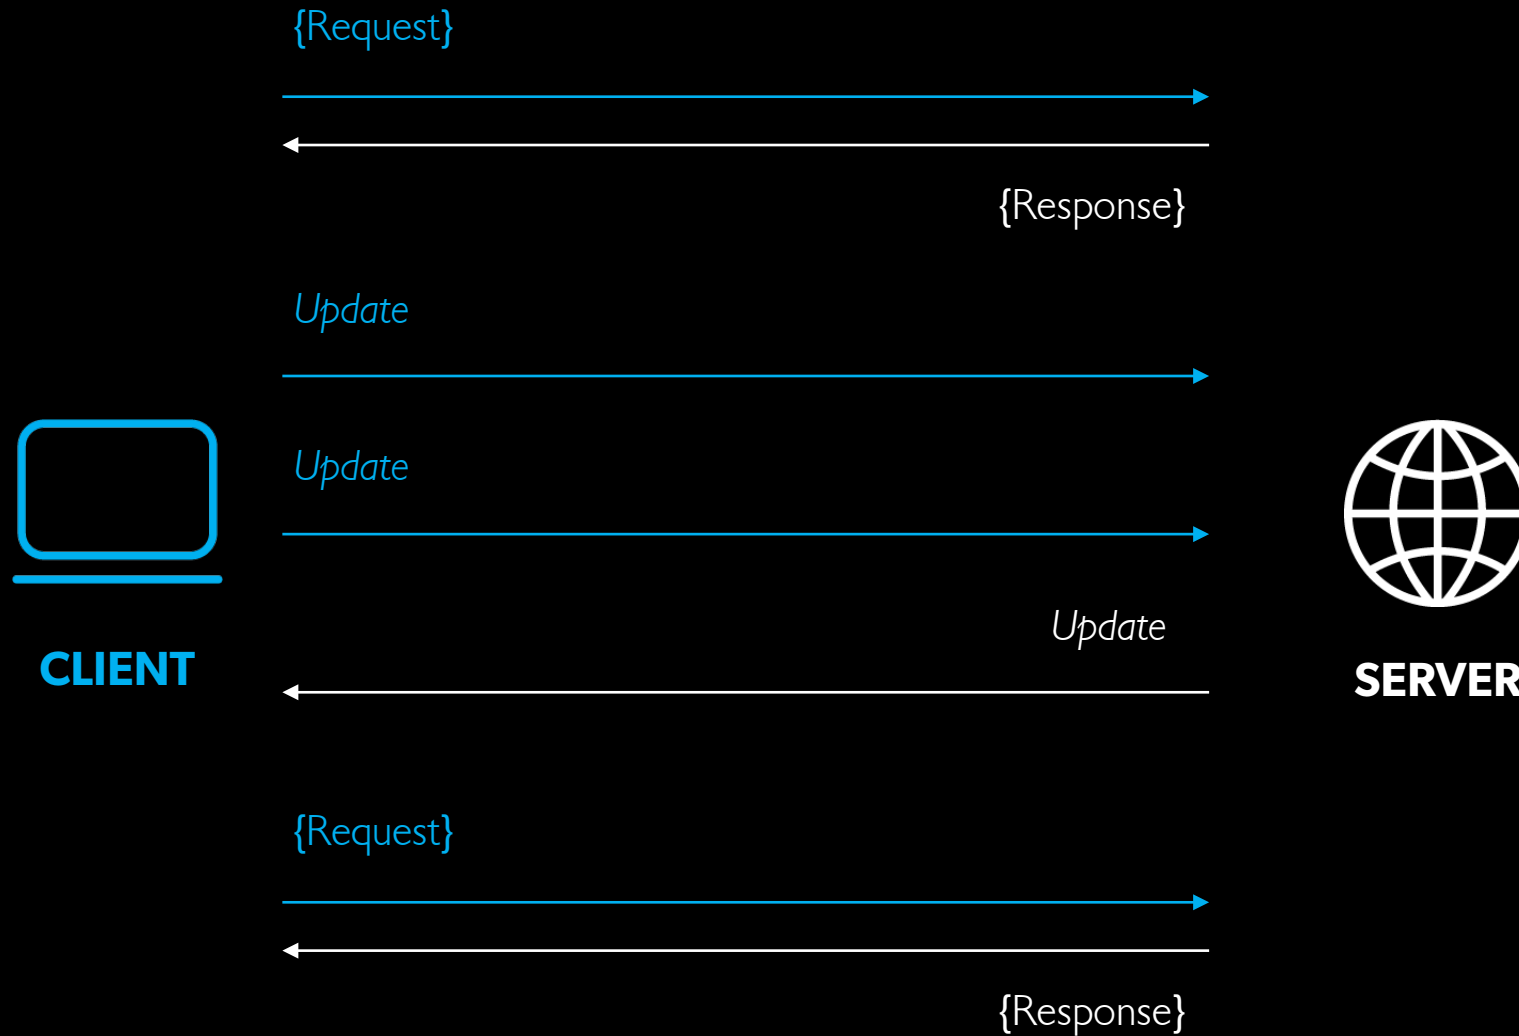 {Request}
{Response}
Update
Update
Update
CLIENT
SERVER
{Request}
{Response}